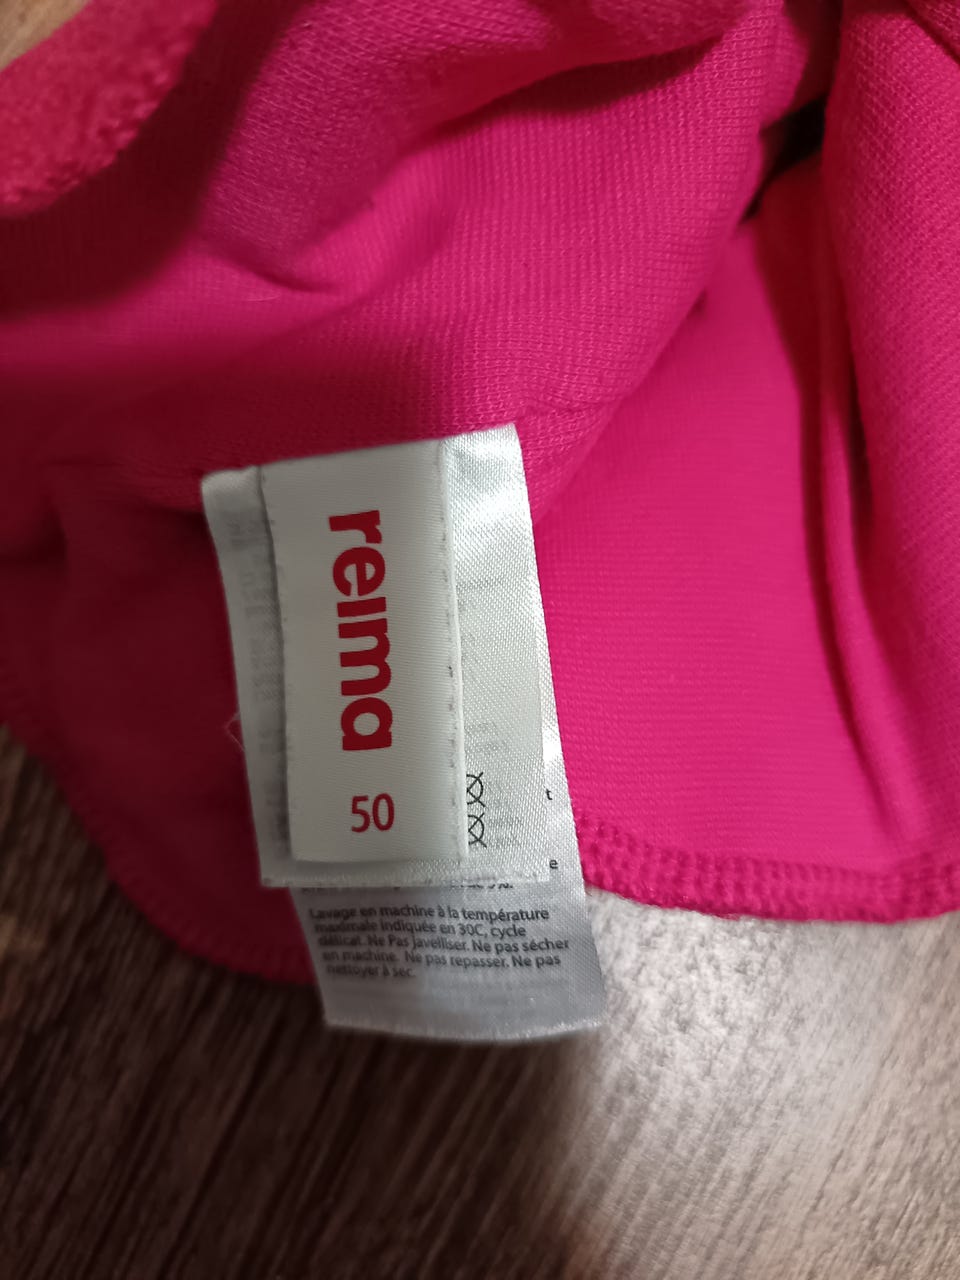 reima
50
t
e
Lavage en machine à la température
maximale indiquée en 30C, cycle
délicat. Ne Pas javelliser. Ne pas sécher
en machine. Ne pas repasser. Ne pas
nettoyer à sec.